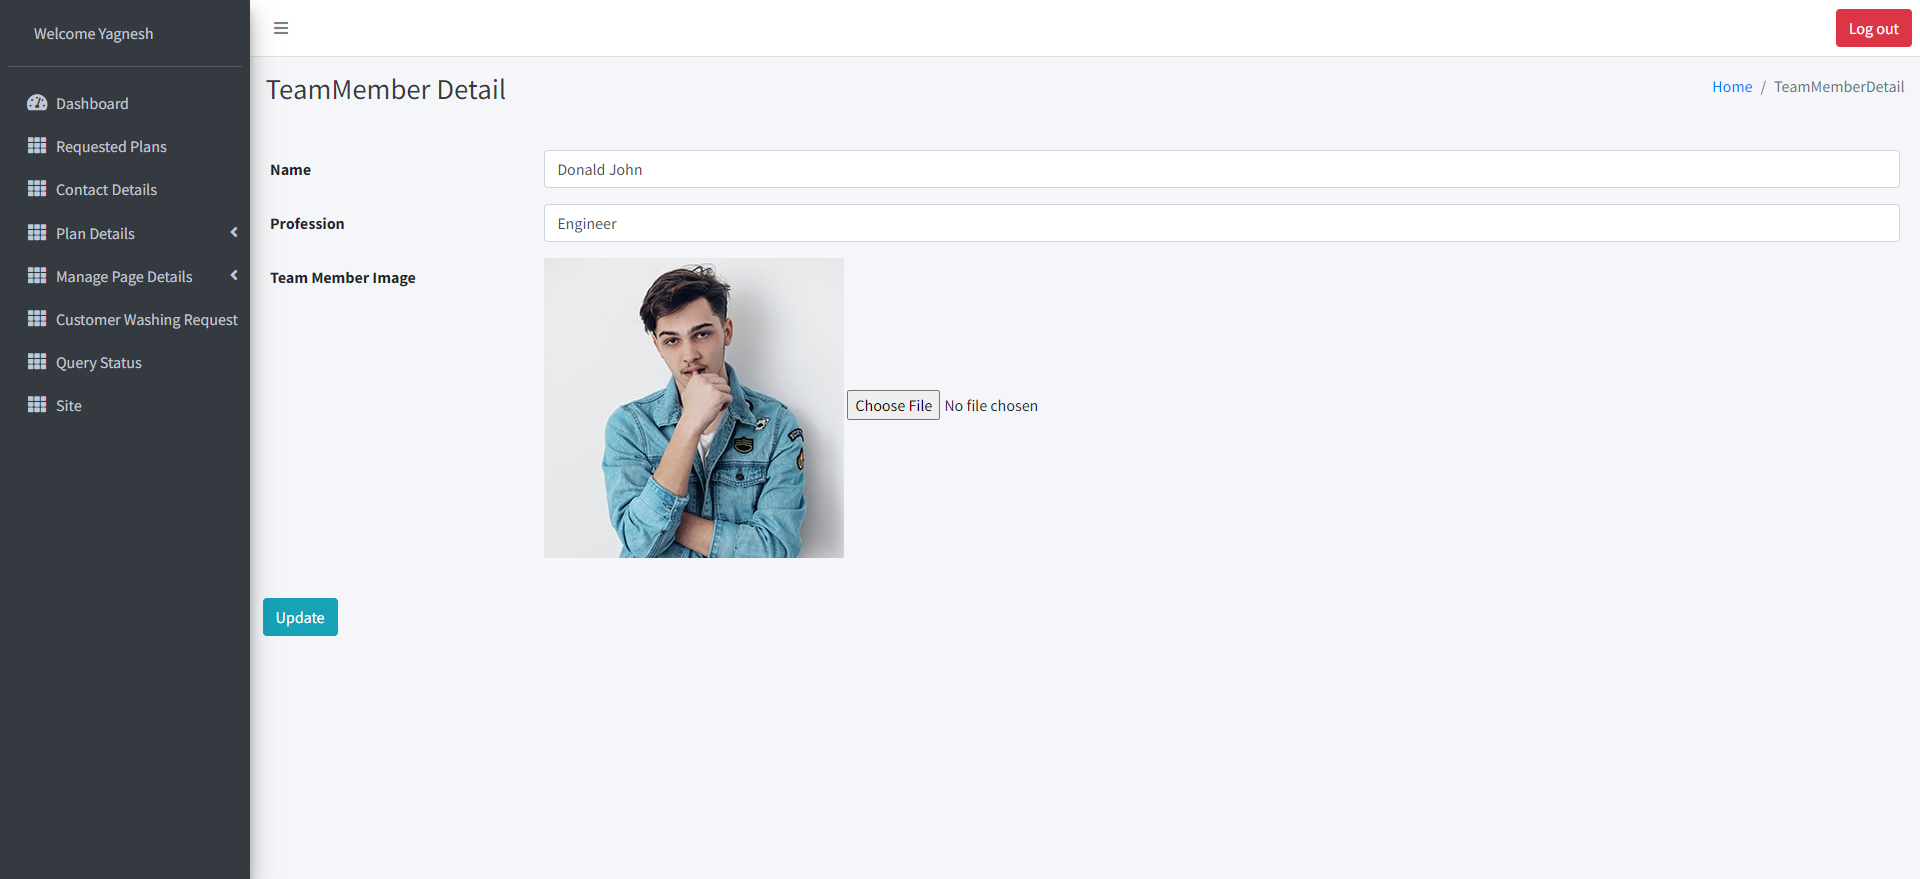 Welcome Yagnesh
Log out
TeamMember Detail
Home / TeamMemberDetail
Dashboard
Requested Plans
Contact Details
Plan Details
Manage Page Details
Customer Washing Request
Query Status
Site
Name
Donald John
Profession
Engineer
Team Member Image
Choose File No file chosen
Update